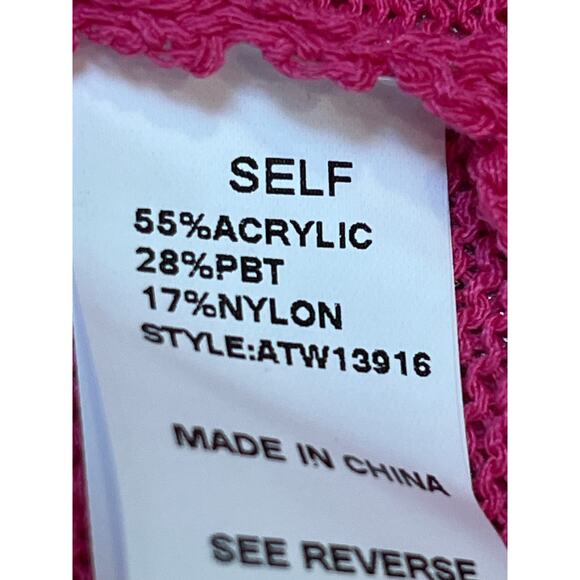 SELF
55%ACRYLIC
28%PBT
17%NYLON
STYLE:ATW13916
MADE IN CHINA
SEE REVERSE